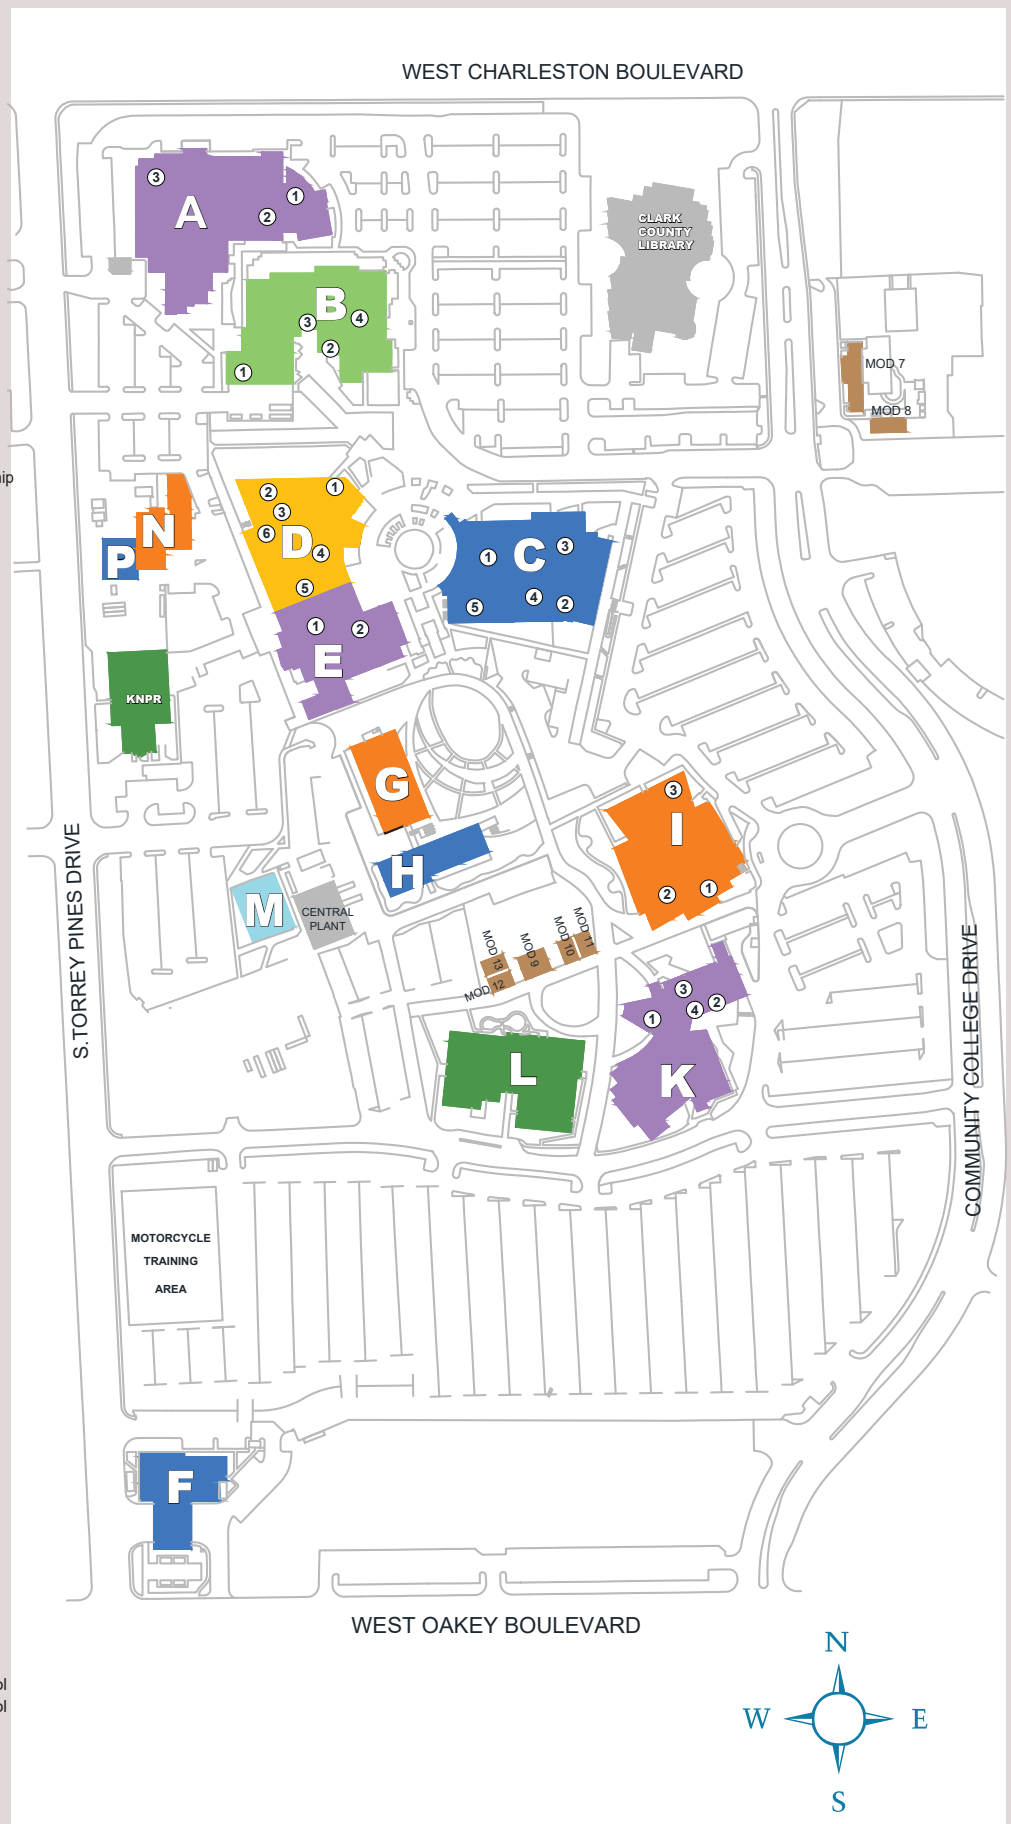 WEST CHARLESTON BOULEVARD
3
1
A
2
CLARK
COUNTY
LIBRARY
B
3
4
2
1
MOD 7
MOD 8
ip
2
1
3
6
D
4
5
N
P
1
C
3
4
5
2
1
2
E
KNPR
G
3
I
H
2
1
M
CENTRAL
PLANT
S.TORREY PINES DRIVE
MOD 13
MOD 12
MOD 9
MOD 10
MOD 11
3
2
4
1
K
L
COMMUNITY COLLEGE DRIVE
MOTORCYCLE
TRAINING
AREA
F
WEST OAKEY BOULEVARD
N
W
E
S
ol
ol